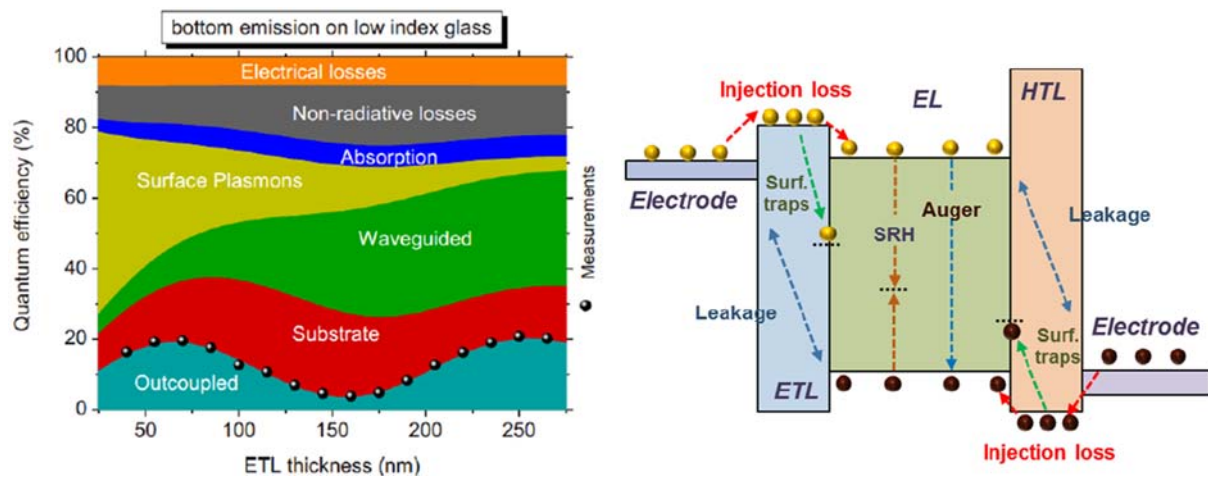 bottom emission on low index glass
Quantum efficiency (%)
100
80
60
40
20
0
Electrical losses
Non-radiative losses
Absorption
Surface Plasmons
Waveguided
Substrate
Outcoupled
50
100
150
200
250
ETL thickness (nm)
Measurements
Injection loss
EL
HTL
Electrode
Surf.
traps
Auger
SRH
Leakage
Leakage
Electrode
Surf.
traps
ETL
Injection loss